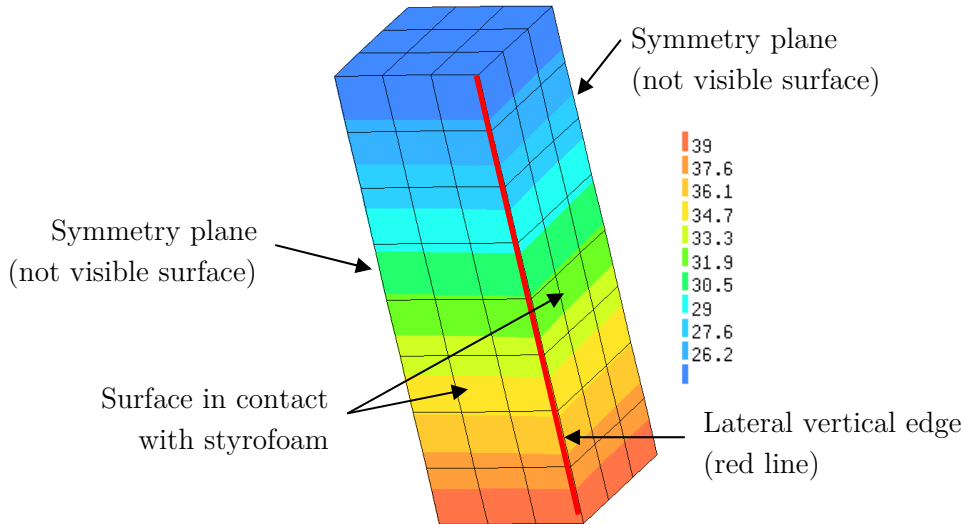 Symmetry plane
(not visible surface)
39
37.6
36.1
34.7
33.3
31.9
30.5
29
27.6
26.2
Symmetry plane
(not visible surface)
Surface in contact
with styrofoam
Lateral vertical edge
(red line)